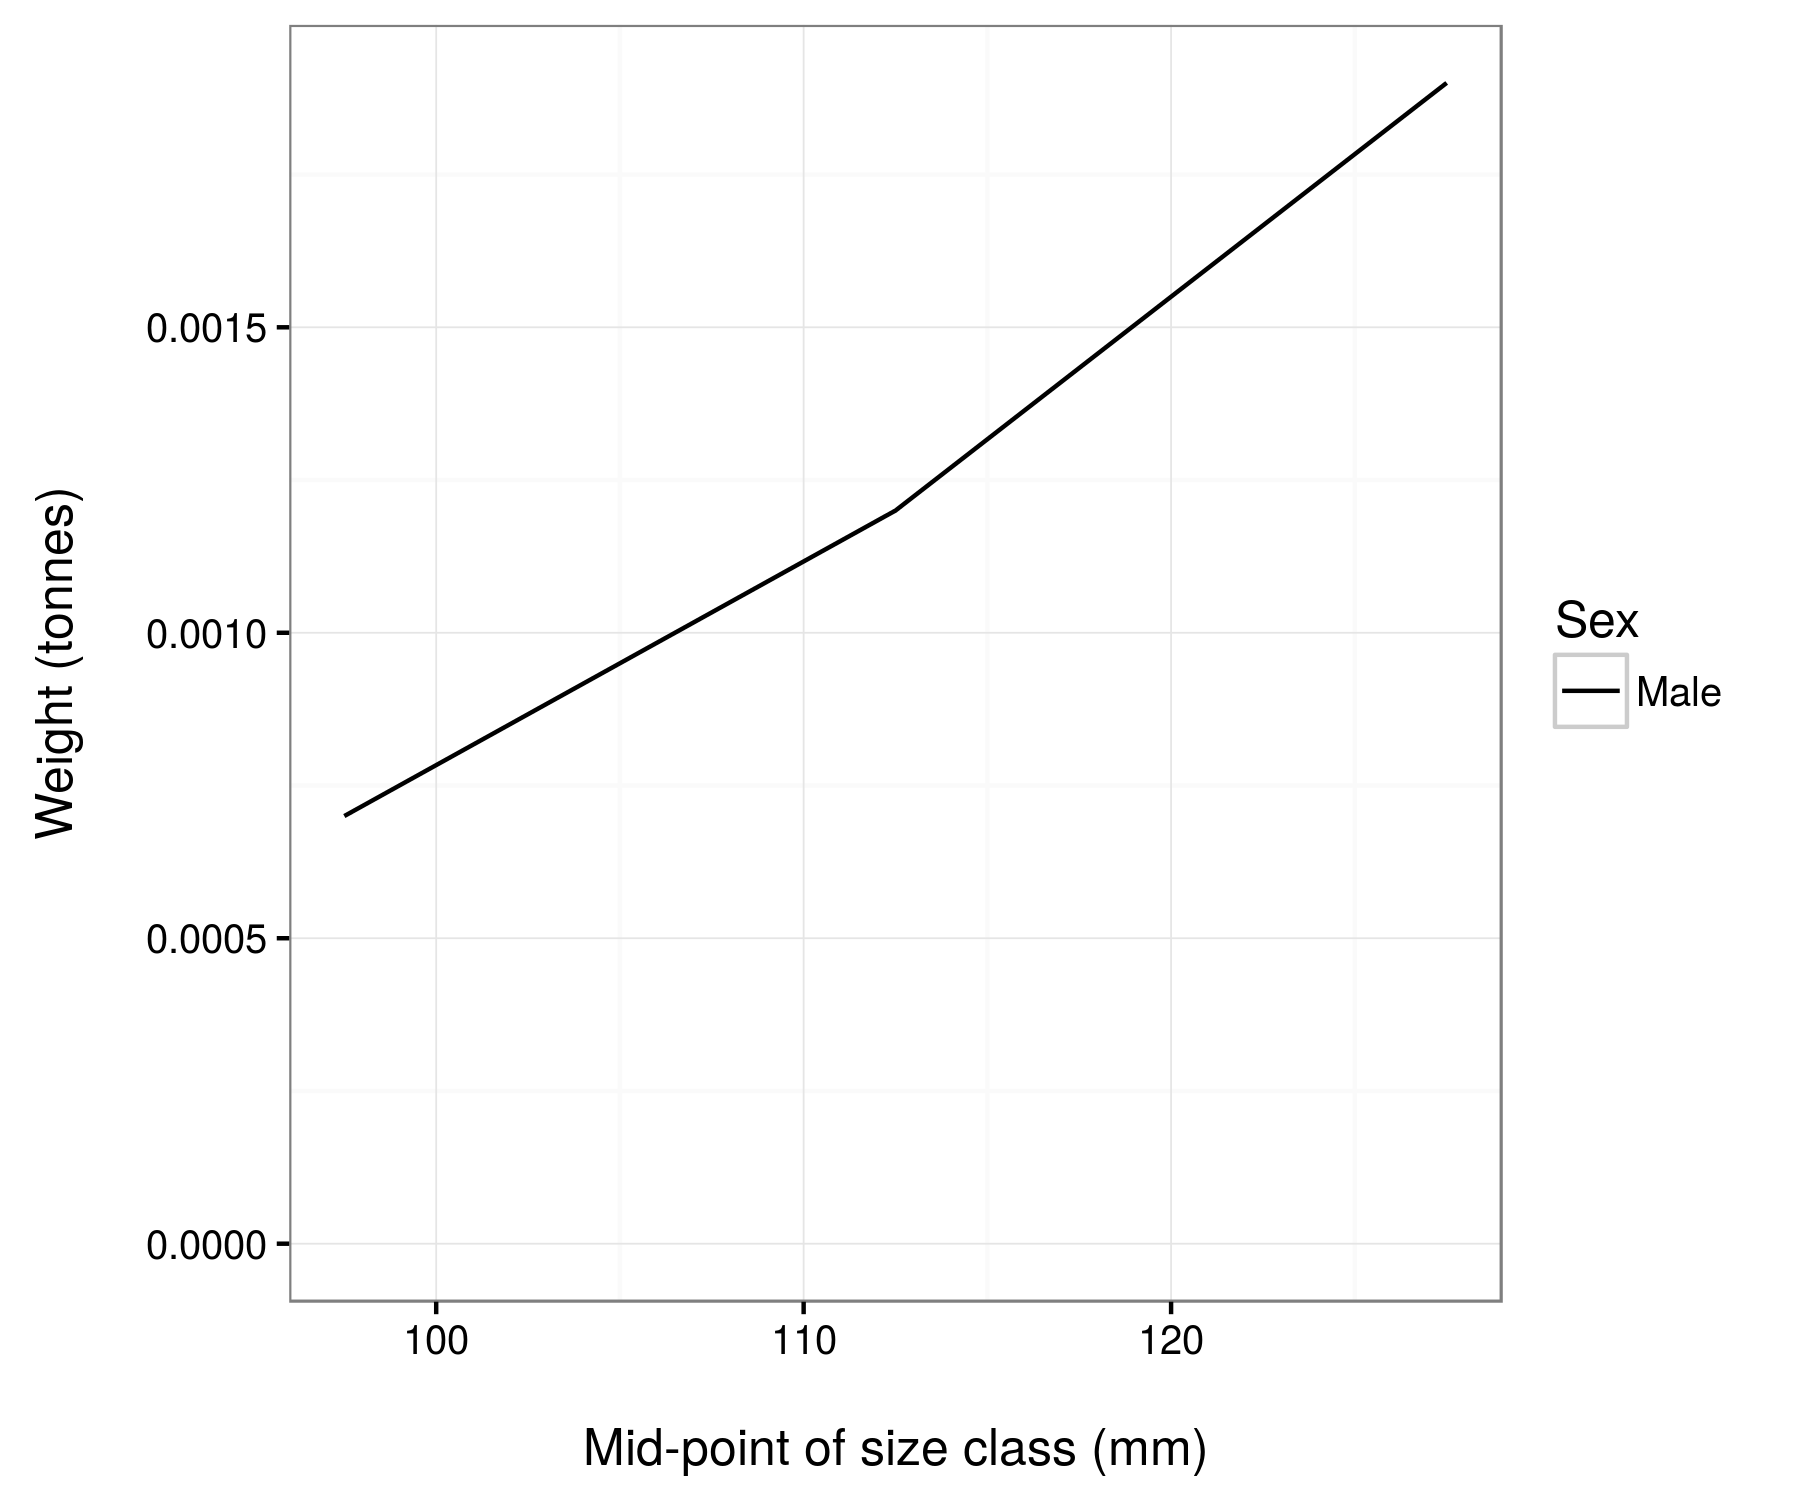 Weight (tonnes)
0.0015
0.0010
0.0005
0.0000
100
110
120
Mid-point of size class (mm)
Sex
Male